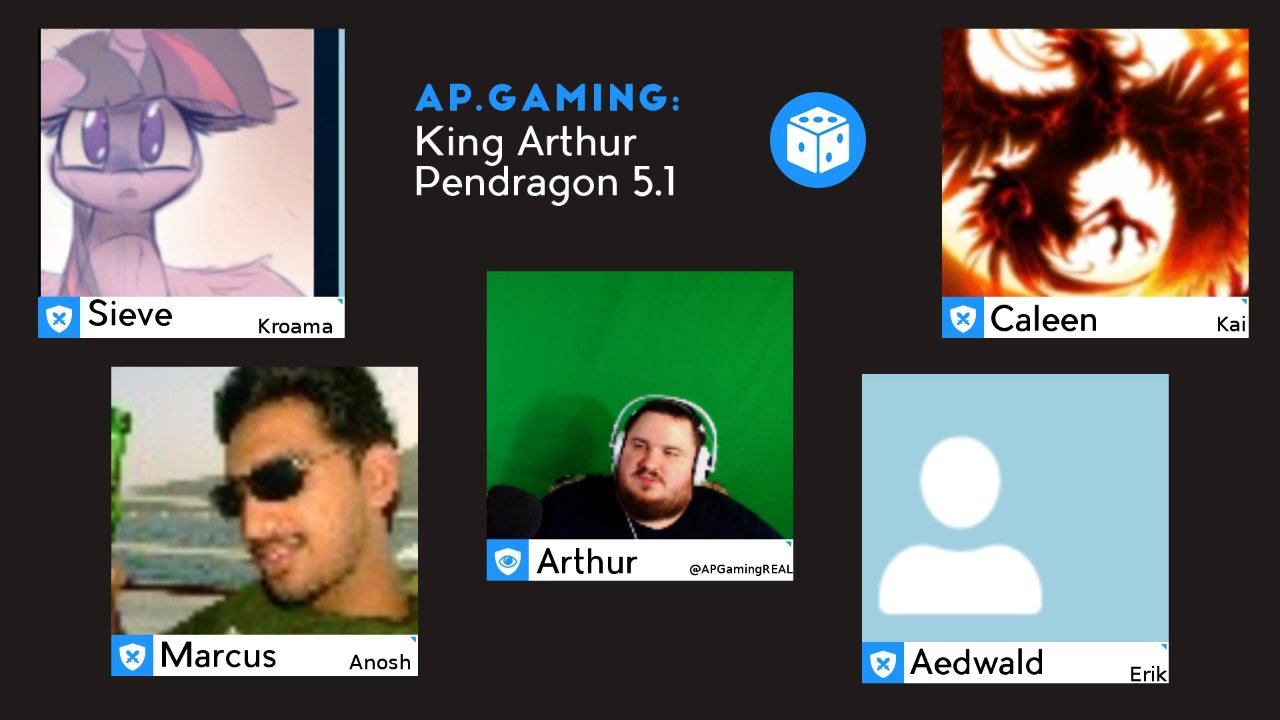 AP.GAMING:
King Arthur
Pendragon 5.1
Sieve
Kroama
Caleen
Kai
Arthur
@APGamingREAL
Marcus
Anosh
Aedwald
Erik